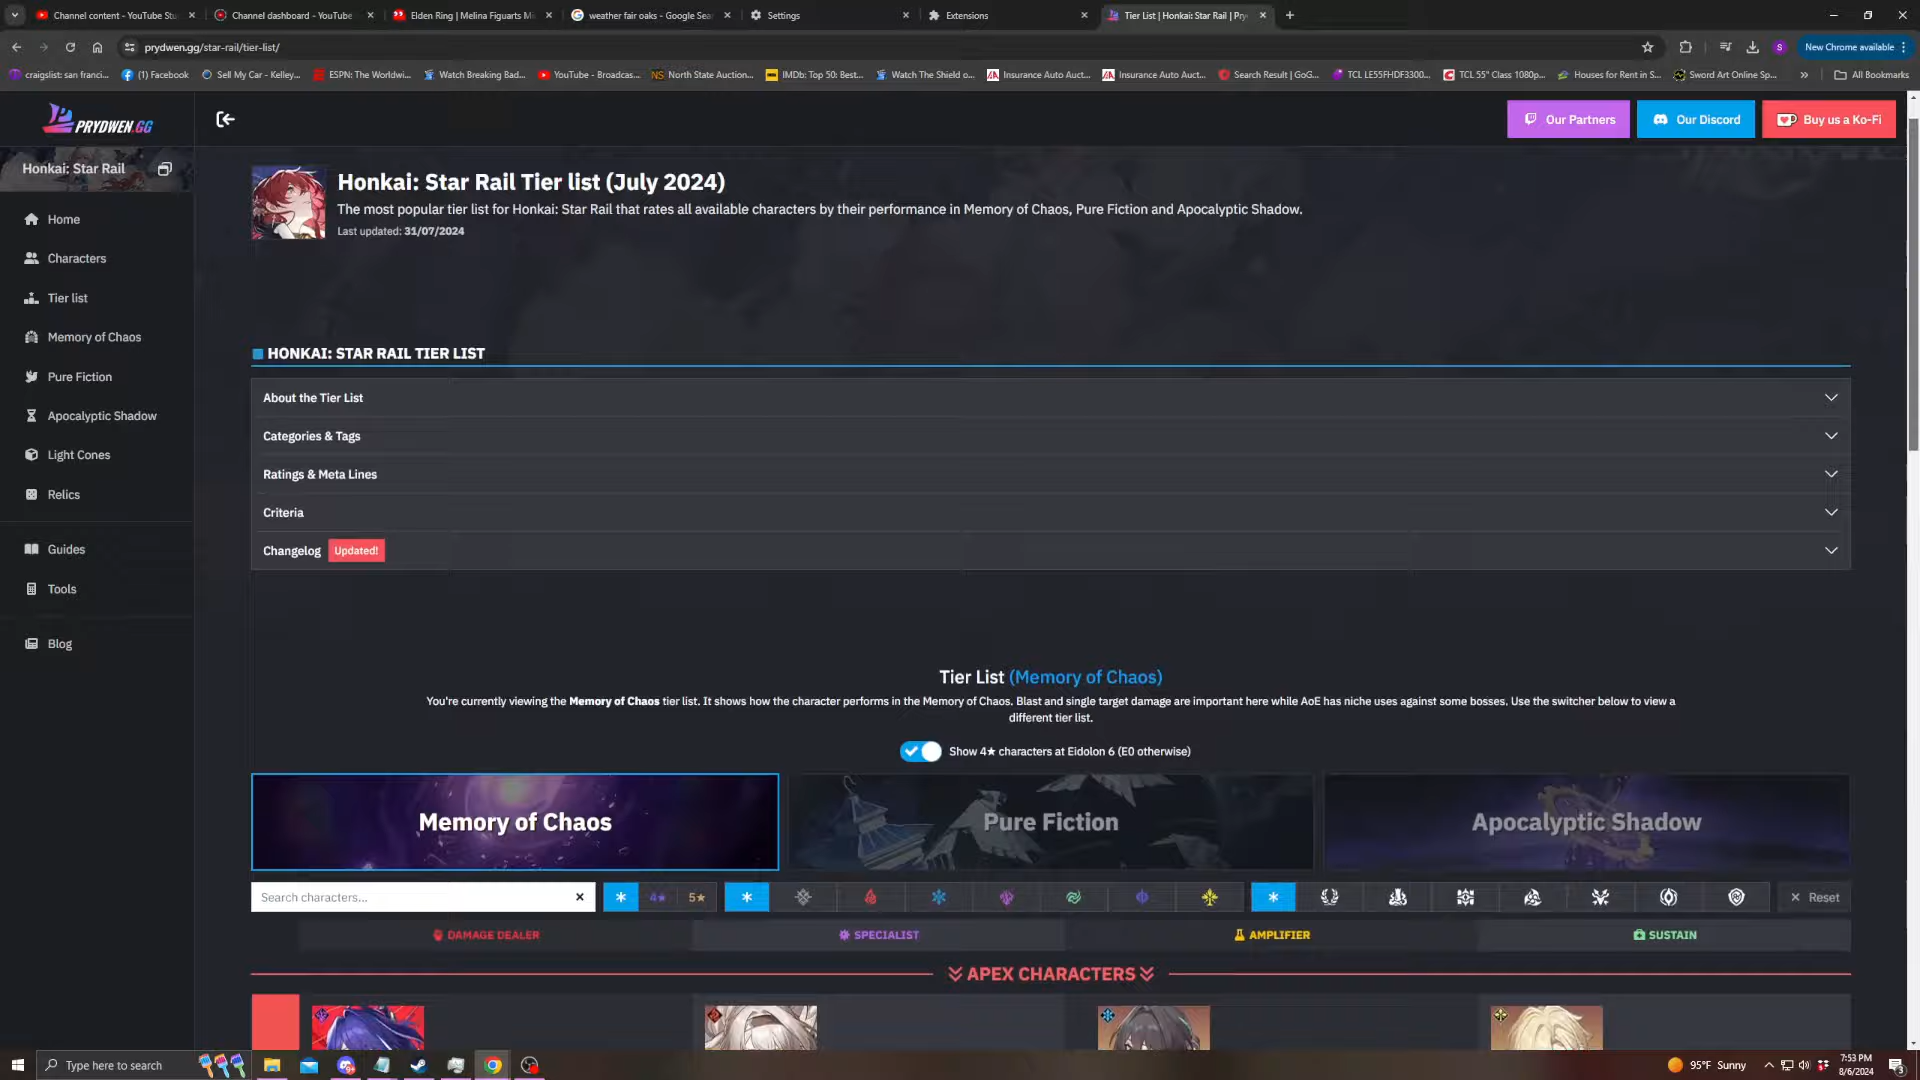 Channel content - YouTube Stu
Channel dashboard - YouTube
Elden Ring | Melina Figuarts Mi
weather fair oaks - Google Sear
Settings
Extensions
Tier List | Honkai: Star Rail | Pry
prydwen.gg/star-rail/tier-list/
S
New Chrome available
craigslist: san franci...
(1) Facebook
Sell My Car - Kelley...
ESPN: The Worldwi...
Watch Breaking Bad...
YouTube - Broadcas...
North State Auction...
IMDb: Top 50: Best...
Watch The Shield o...
Insurance Auto Auct...
Insurance Auto Auct...
Search Result | GoG...
TCL LE55FHDF3300...
TCL 55" Class 1080p...
Houses for Rent in S...
Sword Art Online Sp...
»
All Bookmarks
PRYDWEN.GG
Our Partners
Our Discord
Buy us a Ko-Fi
Honkai: Star Rail
Home
Characters
Tier list
Memory of Chaos
Pure Fiction
Apocalyptic Shadow
Light Cones
Relics
Guides
Tools
Blog
Honkai: Star Rail Tier list (July 2024)
The most popular tier list for Honkai: Star Rail that rates all available characters by their performance in Memory of Chaos, Pure Fiction and Apocalyptic Shadow.
Last updated: 31/07/2024
HONKAI: STAR RAIL TIER LIST
About the Tier List
Categories & Tags
Ratings & Meta Lines
Criteria
Changelog Updated!
Tier List (Memory of Chaos)
You're currently viewing the Memory of Chaos tier list. It shows how the character performs in the Memory of Chaos. Blast and single target damage are important here while AoE has niche uses against some bosses. Use the switcher below to view a
different tier list.
Show 4★ characters at Eidolon 6 (E0 otherwise)
Memory of Chaos
Pure Fiction
Apocalyptic Shadow
Search characters...
4★
5★
Reset
DAMAGE DEALER
SPECIALIST
AMPLIFIER
SUSTAIN
APEX CHARACTERS
Type here to search
95°F Sunny
7:53 PM
8/6/2024
3